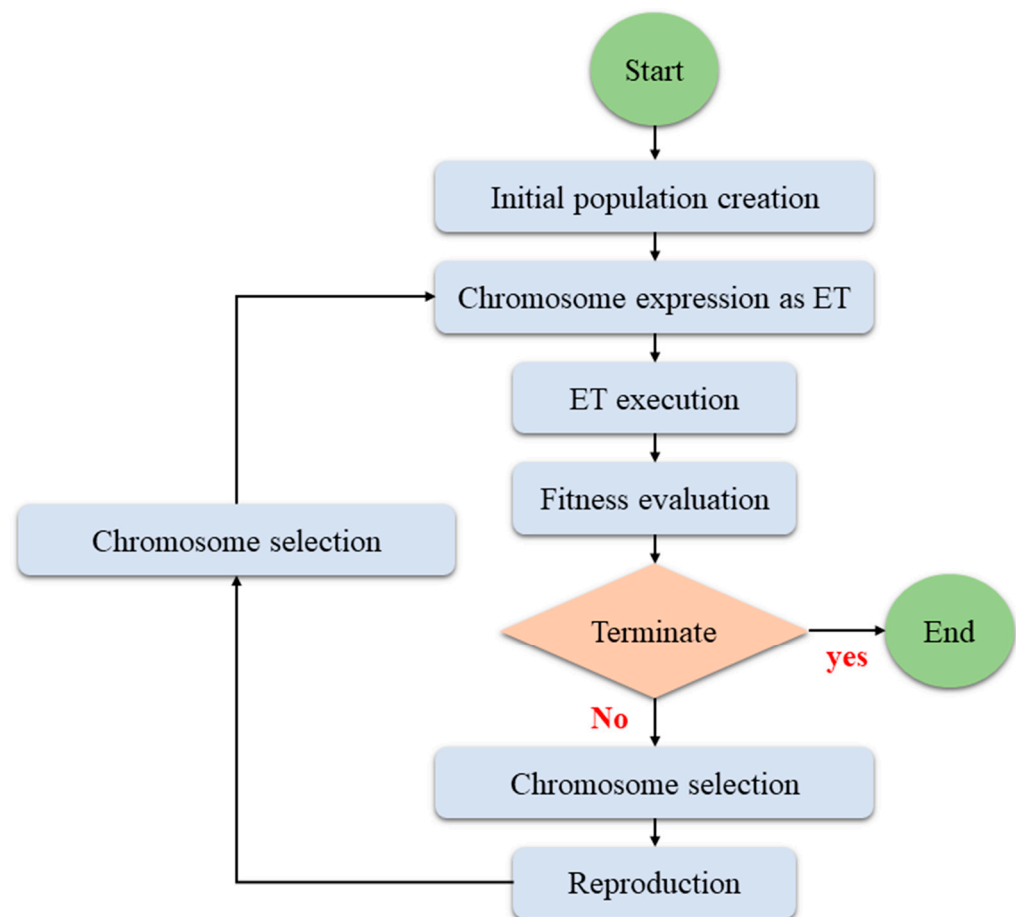 Start
Initial population creation
Chromosome expression as ET
ET execution
Fitness evaluation
Chromosome selection
Terminate
yes
End
No
Chromosome selection
Reproduction